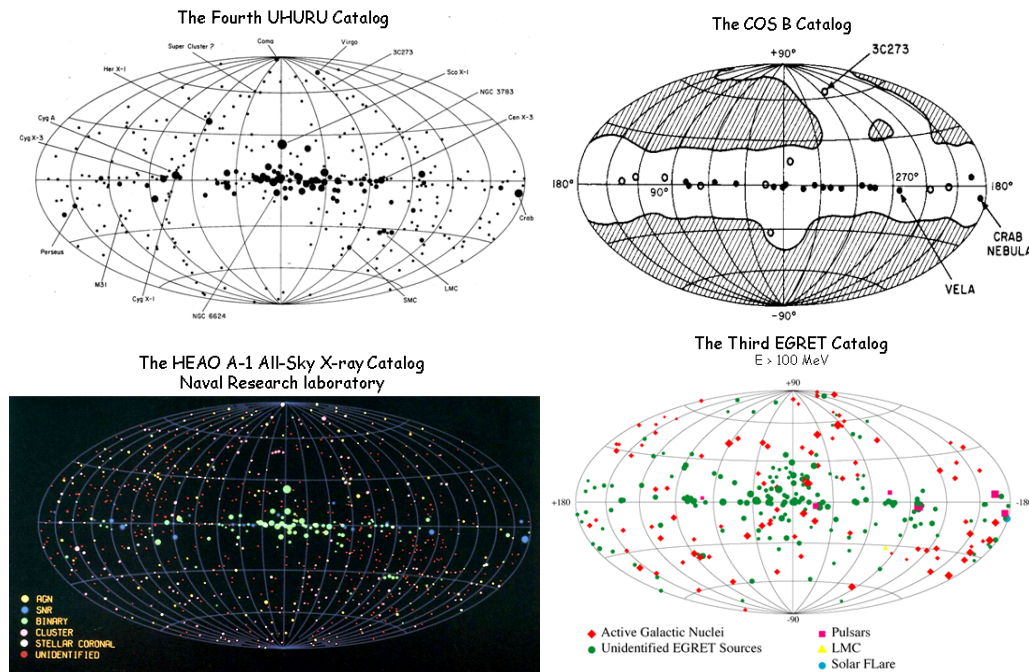 The Fourth UHURU Catalog
Super Cluster ?
Coma
Virgo
3C273
Her X-1
Sco X-1
NGC 3783
Cyg A
Cen X-3
Cyg X-3
Crab
Perseus
M31
Cyg X-1
NGC 6624
SMC
LMC
The COS B Catalog
3C273
+90°
180°
90°
270°
180°
CRAB
NEBULA
VELA
-90°
The HEAO A-1 All-Sky X-ray Catalog
Naval Research laboratory
AGN
SNR
BINARY
CLUSTER
STELLAR CORONAL
UNIDENTIFIED
The Third EGRET Catalog
E > 100 MeV
+90
+180
-180
-90
Active Galactic Nuclei
Unidentified EGRET Sources
Pulsars
LMC
Solar FLare